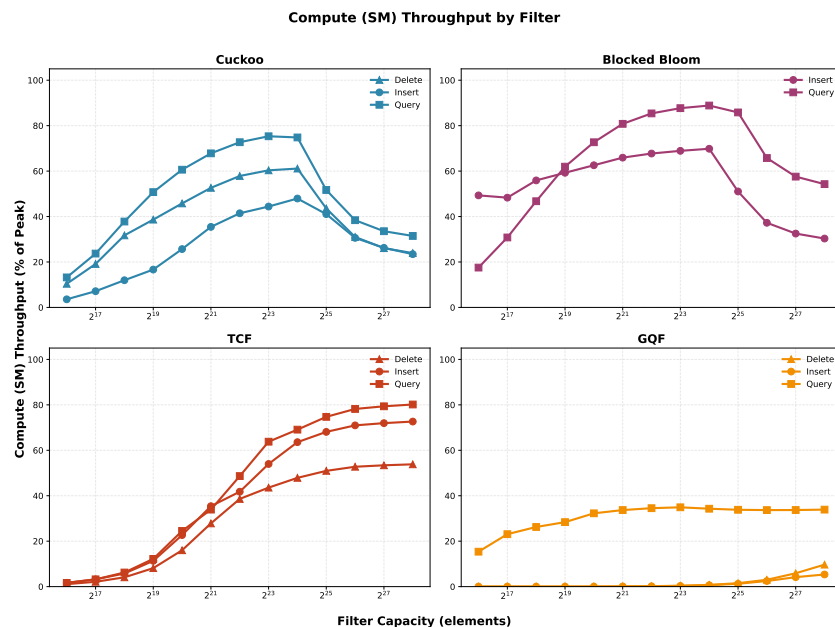 Compute (SM) Throughput by Filter
Compute (SM) Throughput (% of Peak)
Cuckoo
100
80
60
40
20
0
2^17 2^19 2^21 2^23 2^25 2^27
Delete
Insert
Query
Blocked Bloom
100
80
60
40
20
0
2^17 2^19 2^21 2^23 2^25 2^27
Insert
Query
TCF
100
80
60
40
20
0
2^17 2^19 2^21 2^23 2^25 2^27
Delete
Insert
Query
GQF
100
80
60
40
20
0
2^17 2^19 2^21 2^23 2^25 2^27
Delete
Insert
Query
Filter Capacity (elements)